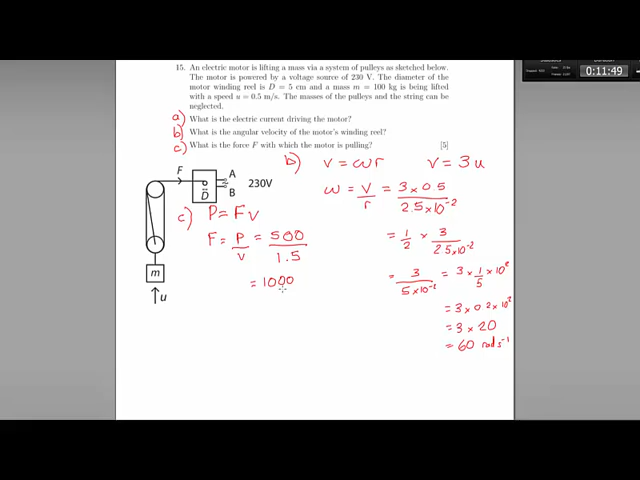 11:49
15. An electric motor is lifting a mass via a system of pulleys as sketched below.
The motor is powered by a voltage source of 230 V. The diameter of the
motor winding reel is D = 5 cm and a mass m = 100 kg is being lifted
with a speed u = 0.5 m/s. The masses of the pulleys and the string can be
neglected.
a) What is the electric current driving the motor?
b) What is the angular velocity of the motor's winding reel?
c) What is the force F with which the motor is pulling? [5]
b) v = ωr v = 3u
F A
D B 230V
ω = v/r = 3×0.5/2.5×10⁻²
c) P = Fv
F = P/v = 500/1.5
= 1/2 × 3/2.5×10⁻²
= 1000
m
u
= 3/5×10⁻² = 3 × 1/5 × 10²
= 3 × 0.2 × 10²
= 3 × 20
= 60 rad s⁻¹